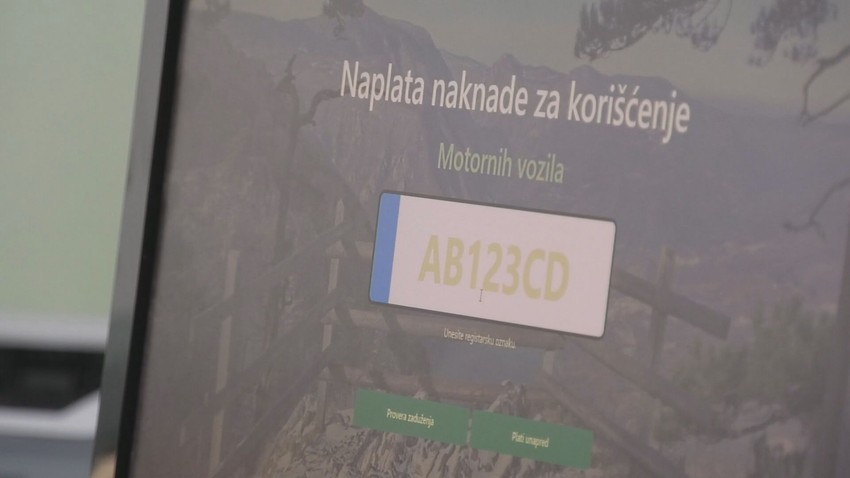 Naplata naknade za korišćenje
Motornih vozila
AB123CD
Unesite registarsku oznaku.
Provera zaduženja
Plati unapred